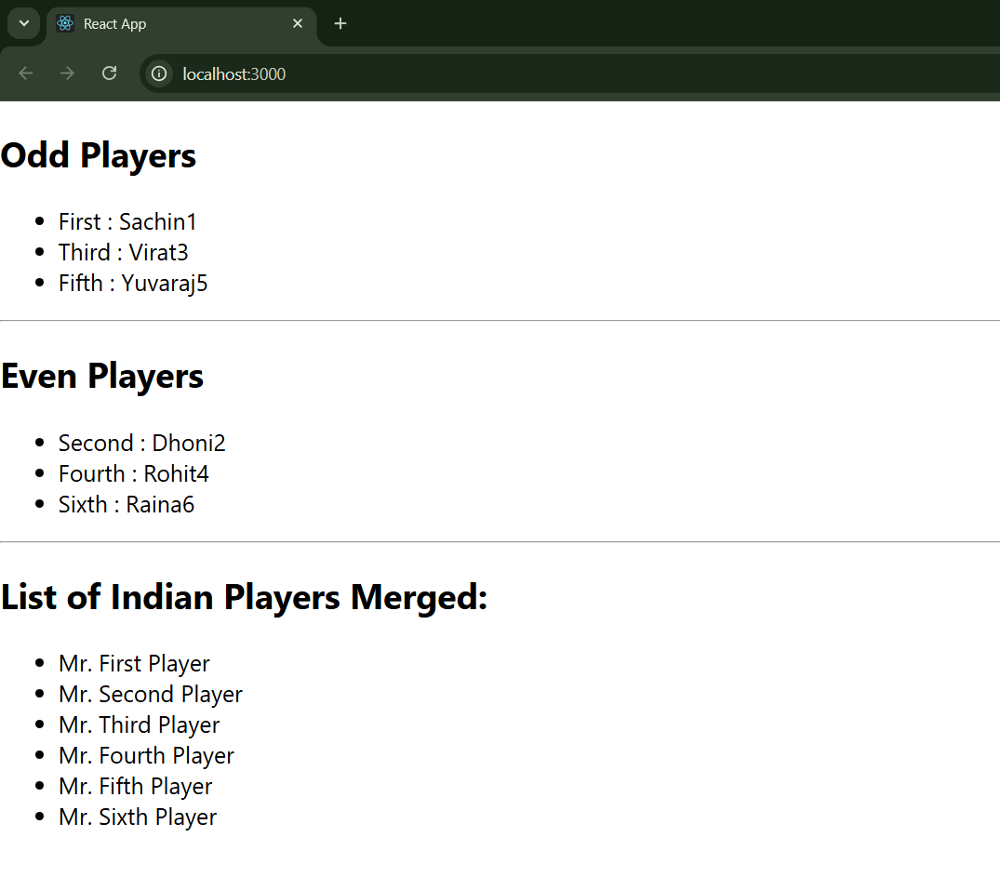 React App
localhost:3000
Odd Players
First : Sachin1
Third : Virat3
Fifth : Yuvaraj5
Even Players
Second : Dhoni2
Fourth : Rohit4
Sixth : Raina6
List of Indian Players Merged:
Mr. First Player
Mr. Second Player
Mr. Third Player
Mr. Fourth Player
Mr. Fifth Player
Mr. Sixth Player